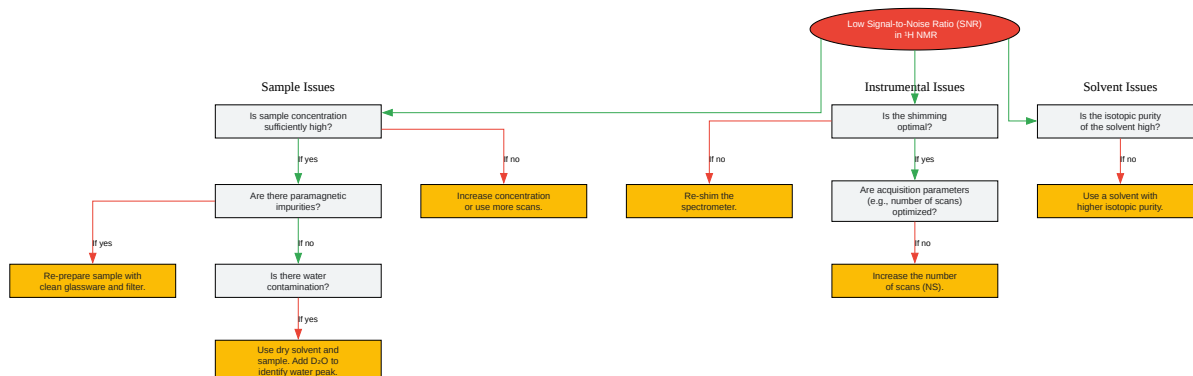 Low Signal-to-Noise Ratio (SNR)
in ¹H NMR
Sample Issues
Instrumental Issues
Solvent Issues
Is sample concentration
sufficiently high?
Is the shimming
optimal?
Is the isotopic purity
of the solvent high?
If yes
If no
If no
If yes
If no
Are there paramagnetic
impurities?
Increase concentration
or use more scans.
Re-shim the
spectrometer.
Are acquisition parameters
(e.g., number of scans)
optimized?
Use a solvent with
higher isotopic purity.
If yes
If no
If no
Re-prepare sample with
clean glassware and filter.
Is there water
contamination?
Increase the number
of scans (NS).
If yes
Use dry solvent and
sample. Add D₂O to
identify water peak.